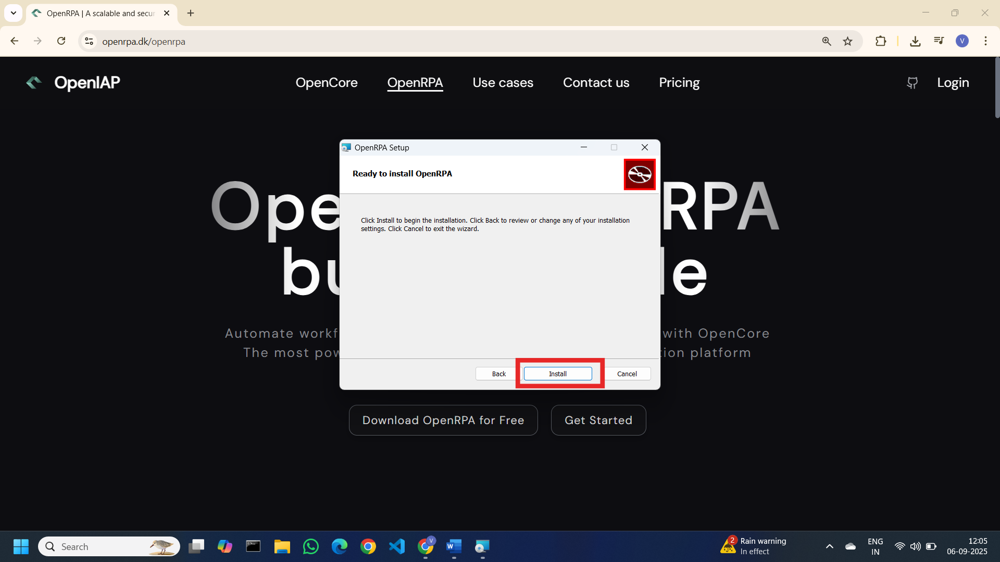 OpenRPA | A scalable and secur
openrpa.dk/openrpa
V
OpenIAP
OpenCore
OpenRPA
Use cases
Contact us
Pricing
Login
OpenRPA Setup
Ready to install OpenRPA
Ope
RPA
Click Install to begin the installation. Click Back to review or change any of your installation
settings. Click Cancel to exit the wizard.
le
Automate workf
with OpenCore
The most pow
tion platform
Back
Install
Cancel
Download OpenRPA for Free
Get Started
Search
V
2
Rain warning
In effect
ENG
IN
12:05
06-09-2025